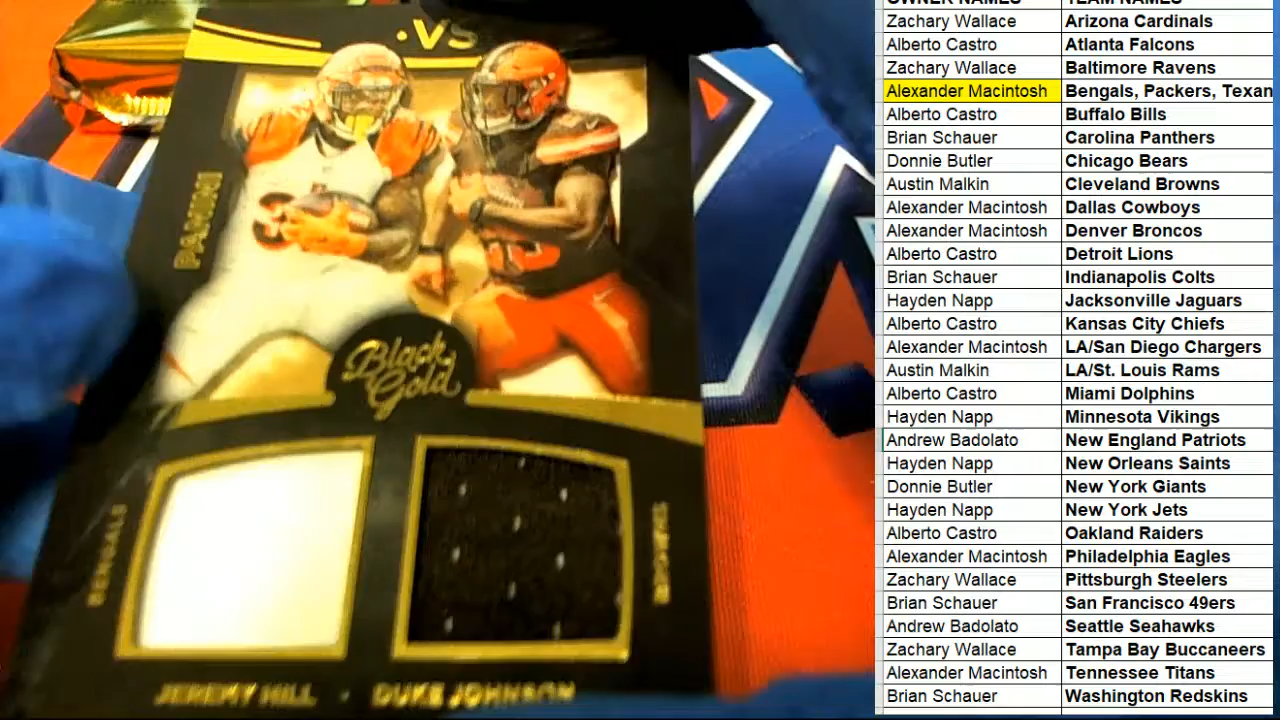 ·VS
PANINI
Black
Gold
BENGALS
BROWNS
JEREMY HILL · DUKE JOHNSON
OWNER NAMES TEAM NAMES
Zachary Wallace Arizona Cardinals
Alberto Castro Atlanta Falcons
Zachary Wallace Baltimore Ravens
Alexander Macintosh Bengals, Packers, Texan
Alberto Castro Buffalo Bills
Brian Schauer Carolina Panthers
Donnie Butler Chicago Bears
Austin Malkin Cleveland Browns
Alexander Macintosh Dallas Cowboys
Alexander Macintosh Denver Broncos
Alberto Castro Detroit Lions
Brian Schauer Indianapolis Colts
Hayden Napp Jacksonville Jaguars
Alberto Castro Kansas City Chiefs
Alexander Macintosh LA/San Diego Chargers
Austin Malkin LA/St. Louis Rams
Alberto Castro Miami Dolphins
Hayden Napp Minnesota Vikings
Andrew Badolato New England Patriots
Hayden Napp New Orleans Saints
Donnie Butler New York Giants
Hayden Napp New York Jets
Alberto Castro Oakland Raiders
Alexander Macintosh Philadelphia Eagles
Zachary Wallace Pittsburgh Steelers
Brian Schauer San Francisco 49ers
Andrew Badolato Seattle Seahawks
Zachary Wallace Tampa Bay Buccaneers
Alexander Macintosh Tennessee Titans
Brian Schauer Washington Redskins